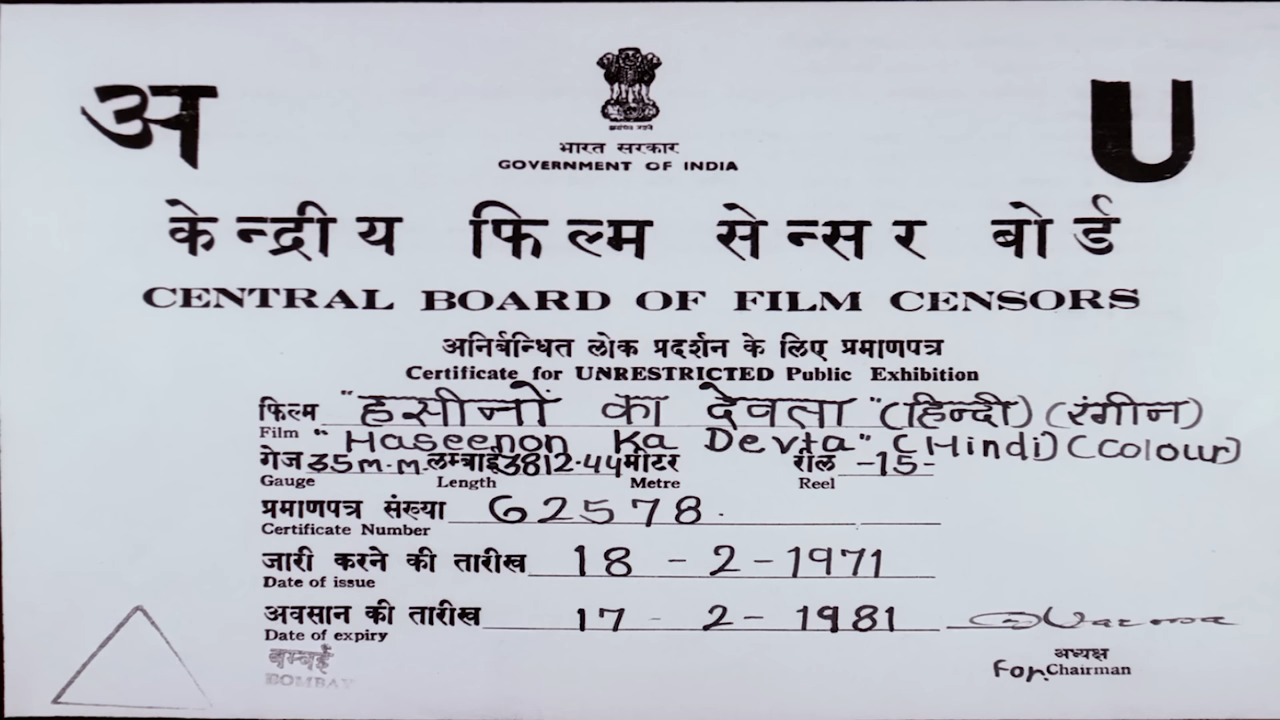 अ
U
सत्यमेव जयते
भारत सरकार
GOVERNMENT OF INDIA
केन्द्रीय फिल्म सेन्सर बोर्ड
CENTRAL BOARD OF FILM CENSORS
अनिर्बन्धित लोक प्रदर्शन के लिए प्रमाणपत्र
Certificate for UNRESTRICTED Public Exhibition
फिल्म "हसीनों का देवता" (हिन्दी) (रंगीन)
Film "Haseenon Ka Devta" (Hindi) (Colour)
गेज 35 m.m. लम्बाई 3812.44 मीटर रील -15-
Gauge Length Metre Reel
प्रमाणपत्र संख्या 62578.
Certificate Number
जारी करने की तारीख 18-2-1971
Date of issue
अवसान की तारीख 17-2-1981
Date of expiry
बम्बई
BOMBAY
अध्यक्ष
For Chairman